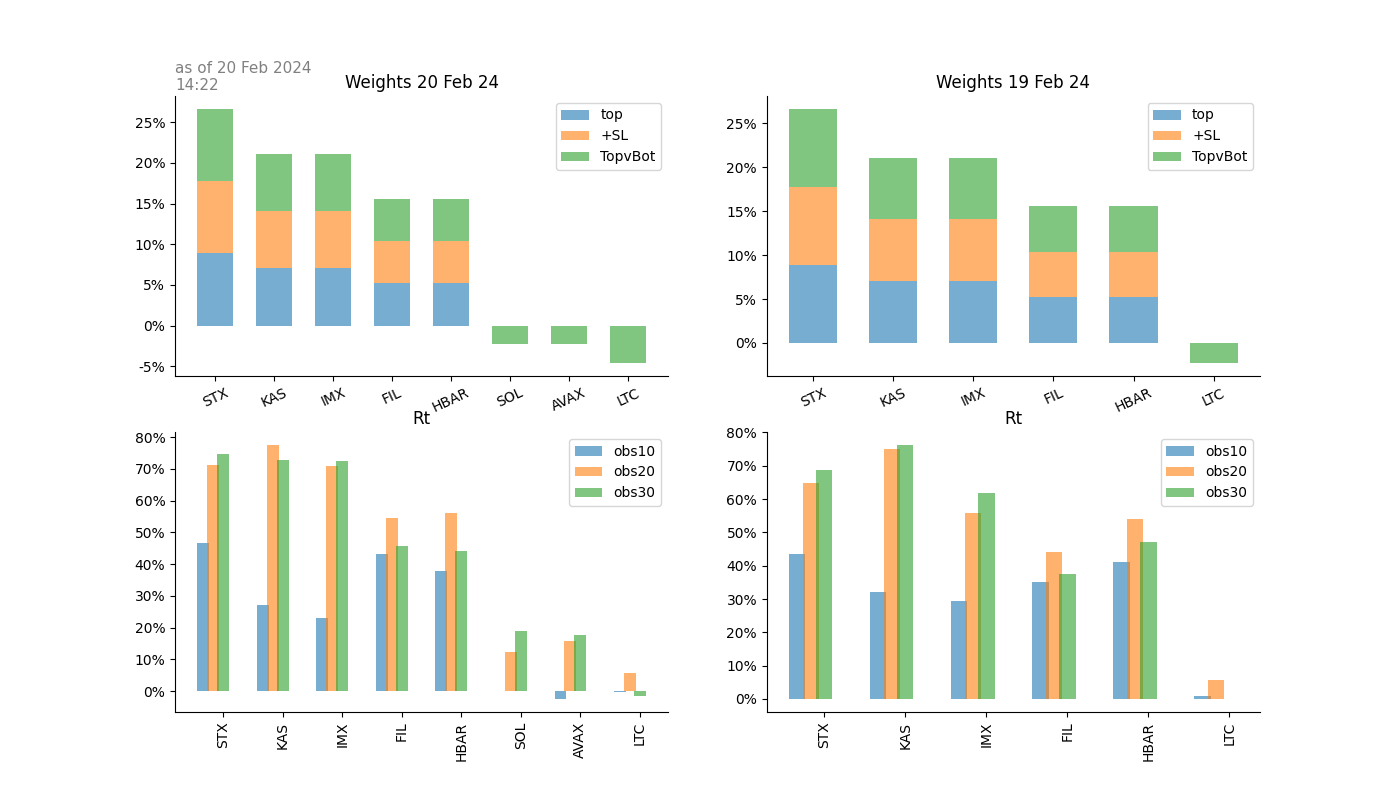 as of 20 Feb 2024
14:22
Weights 20 Feb 24
25%
20%
15%
10%
5%
0%
-5%
top
+SL
TopvBot
STX KAS IMX FIL HBAR SOL AVAX LTC
Weights 19 Feb 24
25%
20%
15%
10%
5%
0%
top
+SL
TopvBot
STX KAS IMX FIL HBAR LTC
Rt
80%
70%
60%
50%
40%
30%
20%
10%
0%
obs10
obs20
obs30
STX KAS IMX FIL HBAR SOL AVAX LTC
Rt
80%
70%
60%
50%
40%
30%
20%
10%
0%
obs10
obs20
obs30
STX KAS IMX FIL HBAR LTC